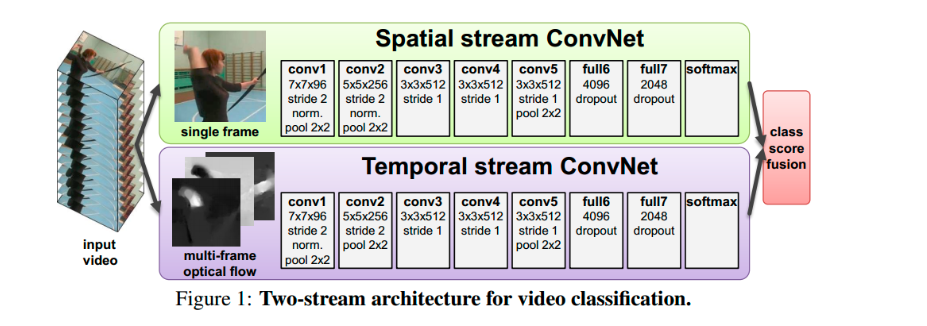 Spatial stream ConvNet
conv1
7x7x96
stride 2
norm.
pool 2x2
conv2
5x5x256
stride 2
norm.
pool 2x2
conv3
3x3x512
stride 1
conv4
3x3x512
stride 1
conv5
3x3x512
stride 1
pool 2x2
full6
4096
dropout
full7
2048
dropout
softmax
single frame
Temporal stream ConvNet
conv1
7x7x96
stride 2
norm.
pool 2x2
conv2
5x5x256
stride 2
pool 2x2
conv3
3x3x512
stride 1
conv4
3x3x512
stride 1
conv5
3x3x512
stride 1
pool 2x2
full6
4096
dropout
full7
2048
dropout
softmax
multi-frame
optical flow
input
video
class
score
fusion
Figure 1: Two-stream architecture for video classification.